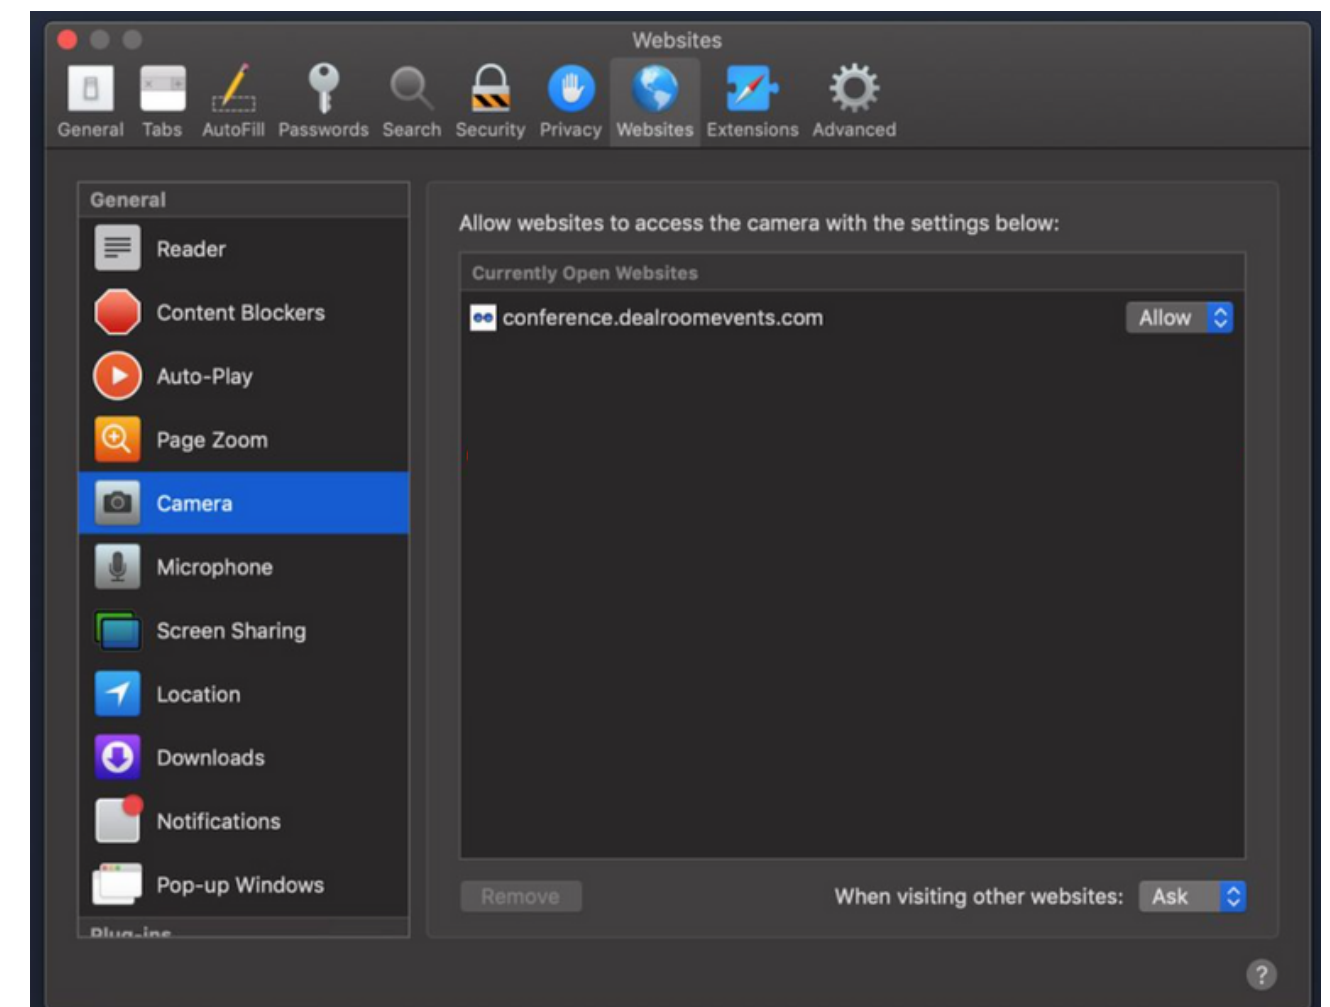 Websites
General Tabs AutoFill Passwords Search Security Privacy Websites Extensions Advanced
General
Reader
Content Blockers
Auto-Play
Page Zoom
Camera
Microphone
Screen Sharing
Location
Downloads
Notifications
Pop-up Windows
Plug-ins
Allow websites to access the camera with the settings below:
Currently Open Websites
conference.dealroomevents.com Allow
Remove When visiting other websites: Ask
?